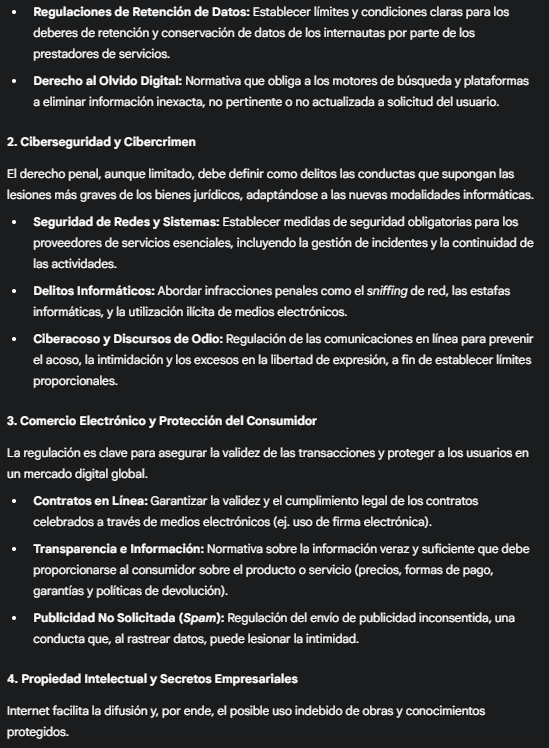 • Regulaciones de Retención de Datos: Establecer límites y condiciones claras para los
deberes de retención y conservación de datos de los internautas por parte de los
prestadores de servicios.
• Derecho al Olvido Digital: Normativa que obliga a los motores de búsqueda y plataformas
a eliminar información inexacta, no pertinente o no actualizada a solicitud del usuario.
2. Ciberseguridad y Cibercrimen
El derecho penal, aunque limitado, debe definir como delitos las conductas que supongan las
lesiones más graves de los bienes jurídicos, adaptándose a las nuevas modalidades informáticas.
• Seguridad de Redes y Sistemas: Establecer medidas de seguridad obligatorias para los
proveedores de servicios esenciales, incluyendo la gestión de incidentes y la continuidad de
las actividades.
• Delitos Informáticos: Abordar infracciones penales como el sniffing de red, las estafas
informáticas, y la utilización ilícita de medios electrónicos.
• Ciberacoso y Discursos de Odio: Regulación de las comunicaciones en línea para prevenir
el acoso, la intimidación y los excesos en la libertad de expresión, a fin de establecer límites
proporcionales.
3. Comercio Electrónico y Protección del Consumidor
La regulación es clave para asegurar la validez de las transacciones y proteger a los usuarios en
un mercado digital global.
• Contratos en Línea: Garantizar la validez y el cumplimiento legal de los contratos
celebrados a través de medios electrónicos (ej. uso de firma electrónica).
• Transparencia e Información: Normativa sobre la información veraz y suficiente que debe
proporcionarse al consumidor sobre el producto o servicio (precios, formas de pago,
garantías y políticas de devolución).
• Publicidad No Solicitada (Spam): Regulación del envío de publicidad inconsentida, una
conducta que, al rastrear datos, puede lesionar la intimidad.
4. Propiedad Intelectual y Secretos Empresariales
Internet facilita la difusión y, por ende, el posible uso indebido de obras y conocimientos
protegidos.